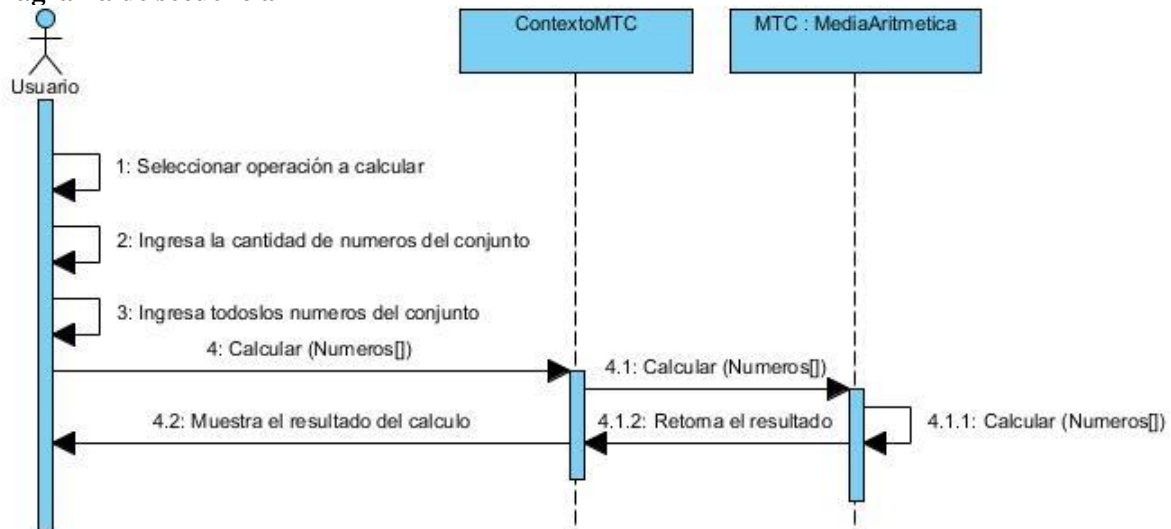 ContextoMTC
MTC : MediaAritmetica
Usuario
1: Seleccionar operación a calcular
2: Ingresa la cantidad de numeros del conjunto
3: Ingresa todoslos numeros del conjunto
4: Calcular (Numeros[])
4.1: Calcular (Numeros[])
4.2: Muestra el resultado del calculo
4.1.2: Retorna el resultado
4.1.1: Calcular (Numeros[])